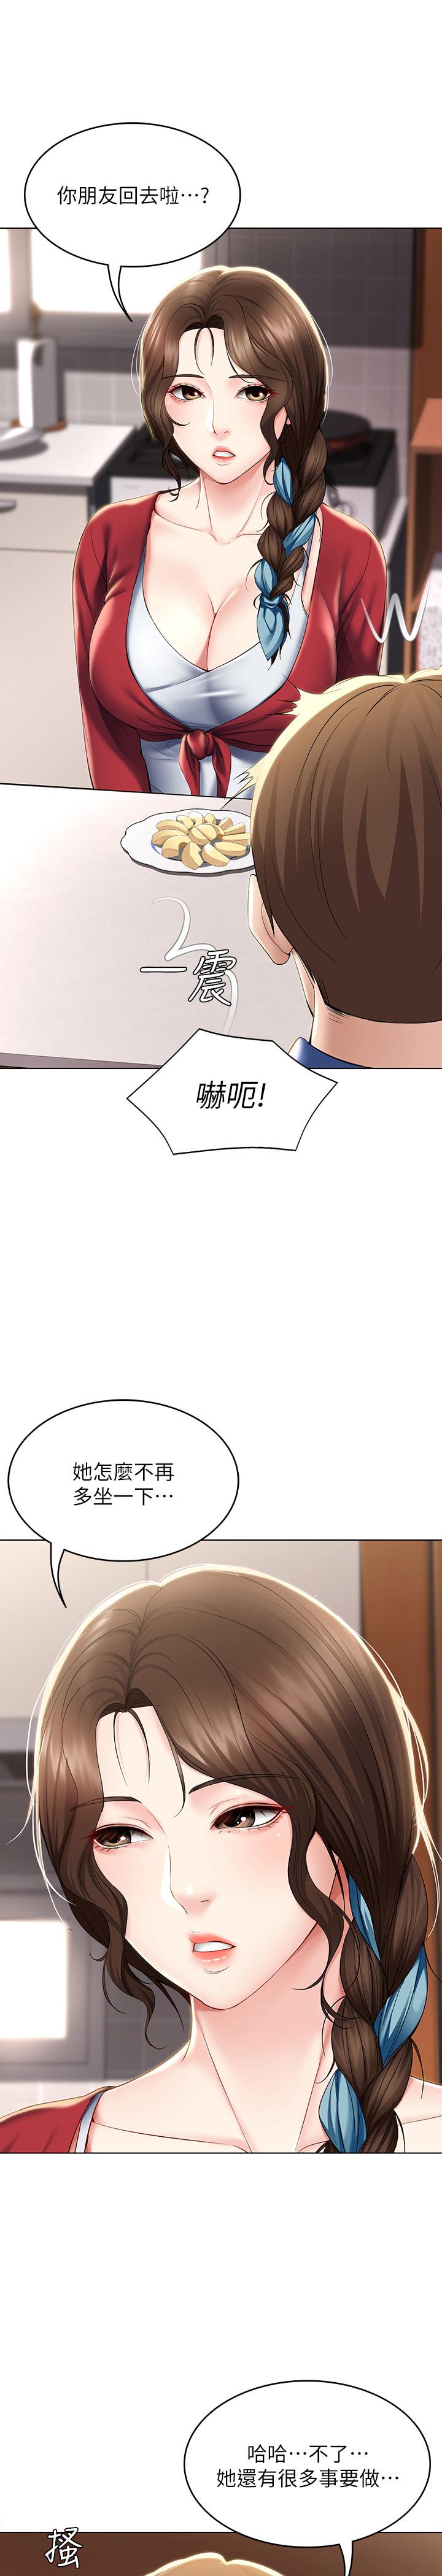 你朋友回去啦⋯?
一震
嚇呃!
她怎麼不再
多坐一下⋯
哈哈⋯不了⋯
她還有很多事要做⋯
搔